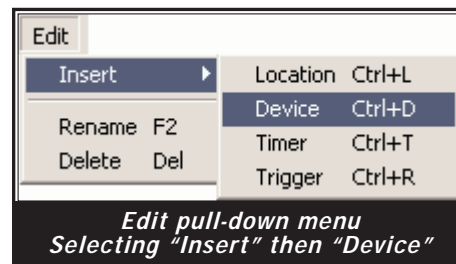 Edit
Insert
Rename F2
Delete Del
Location Ctrl+L
Device Ctrl+D
Timer Ctrl+T
Trigger Ctrl+R
Edit pull-down menu
Selecting “Insert” then “Device”